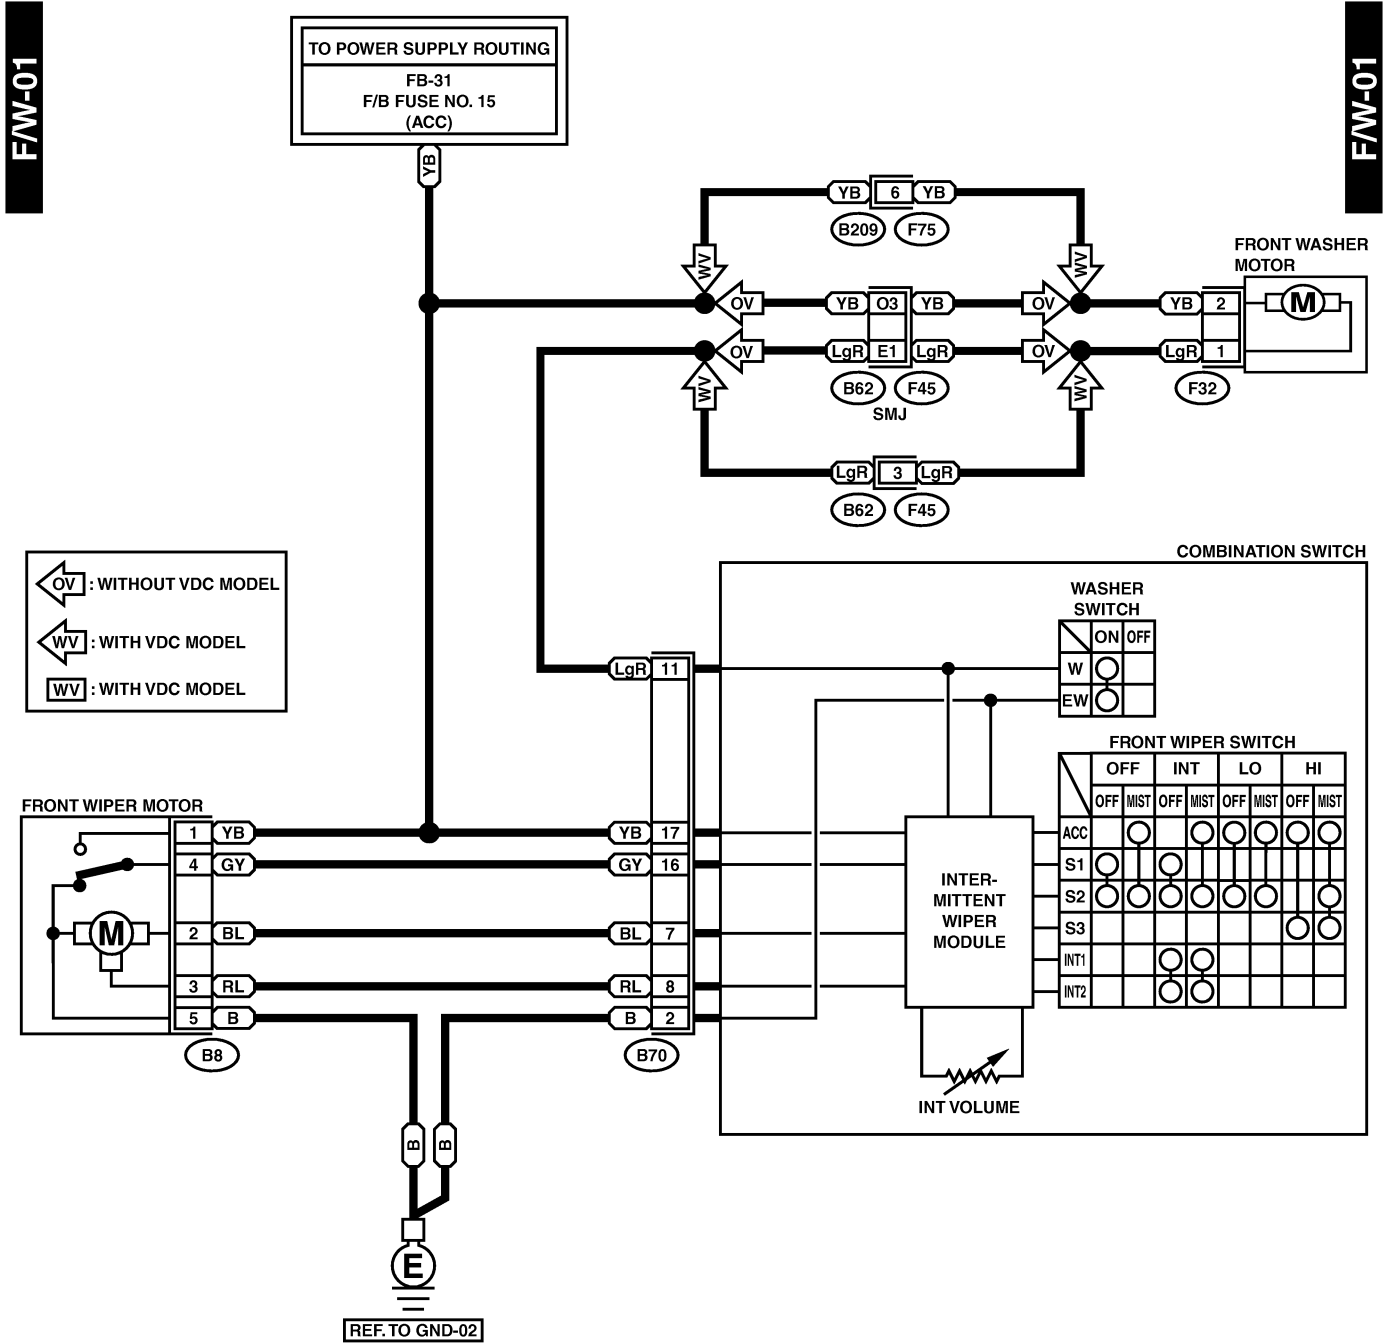 F/W-01
F/W-01
TO POWER SUPPLY ROUTING
FB-31
F/B FUSE NO. 15
(ACC)
YB
YB 6 YB
B209 F75
WV WV
FRONT WASHER
MOTOR
OV YB O3 YB OV YB 2 M
OV LgR E1 LgR OV LgR 1
B62 F45 F32
SMJ
WV WV
LgR 3 LgR
B62 F45
OV : WITHOUT VDC MODEL
WV : WITH VDC MODEL
WV : WITH VDC MODEL
COMBINATION SWITCH
WASHER
SWITCH
ON OFF
LgR 11 W
EW
FRONT WIPER SWITCH
OFF INT LO HI
OFF MIST OFF MIST OFF MIST OFF MIST
FRONT WIPER MOTOR
1 YB YB 17 ACC
4 GY GY 16 S1
S2
M 2 BL BL 7 S3
INT1
3 RL RL 8 INT2
5 B B 2
INTER-
MITTENT
WIPER
MODULE
B8 B70
INT VOLUME
B B
E
REF. TO GND-02